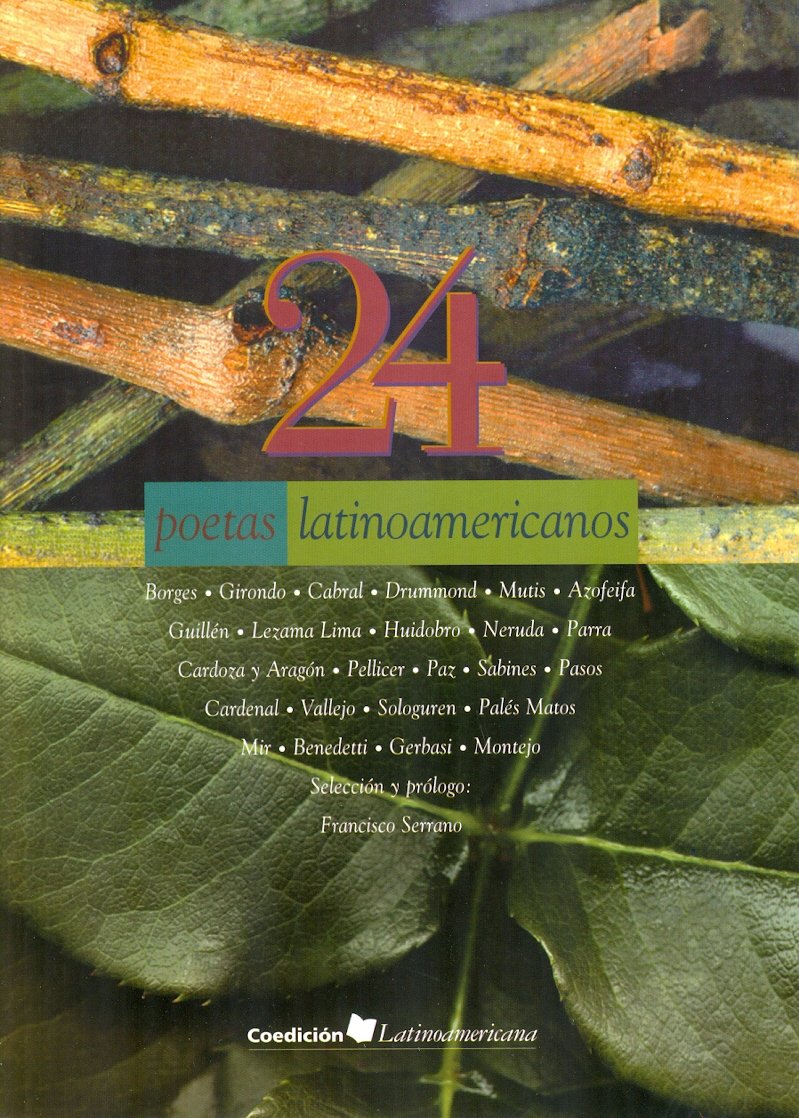 24
poetas latinoamericanos
Borges • Girondo • Cabral • Drummond • Mutis • Azofeifa
Guillén • Lezama Lima • Huidobro • Neruda • Parra
Cardoza y Aragón • Pellicer • Paz • Sabines • Pasos
Cardenal • Vallejo • Sologuren • Palés Matos
Mir • Benedetti • Gerbasi • Montejo
Selección y prólogo:
Francisco Serrano
Coedición Latinoamericana